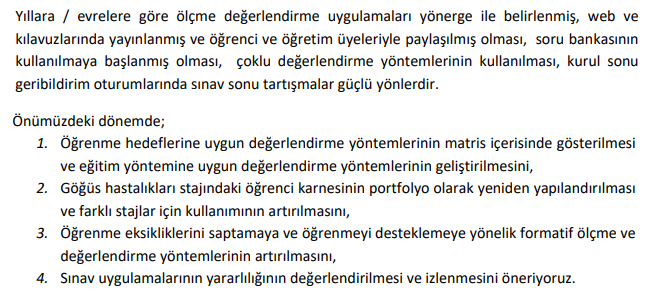 Yıllara / evrelere göre ölçme değerlendirme uygulamaları yönerge ile belirlenmiş, web ve
kılavuzlarında yayınlanmış ve öğrenci ve öğretim üyeleriyle paylaşılmış olması, soru bankasının
kullanılmaya başlanmış olması, çoklu değerlendirme yöntemlerinin kullanılması, kurul sonu
geribildirim oturumlarında sınav sonu tartışmalar güçlü yönlerdir.
Önümüzdeki dönemde;
1. Öğrenme hedeflerine uygun değerlendirme yöntemlerinin matris içerisinde gösterilmesi
ve eğitim yöntemine uygun değerlendirme yöntemlerinin geliştirilmesini,
2. Göğüs hastalıkları stajındaki öğrenci karnesinin portfolyo olarak yeniden yapılandırılması
ve farklı stajlar için kullanımının artırılmasını,
3. Öğrenme eksikliklerini saptamaya ve öğrenmeyi desteklemeye yönelik formatif ölçme ve
değerlendirme yöntemlerinin artırılmasını,
4. Sınav uygulamalarının yararlılığının değerlendirilmesi ve izlenmesini öneriyoruz.